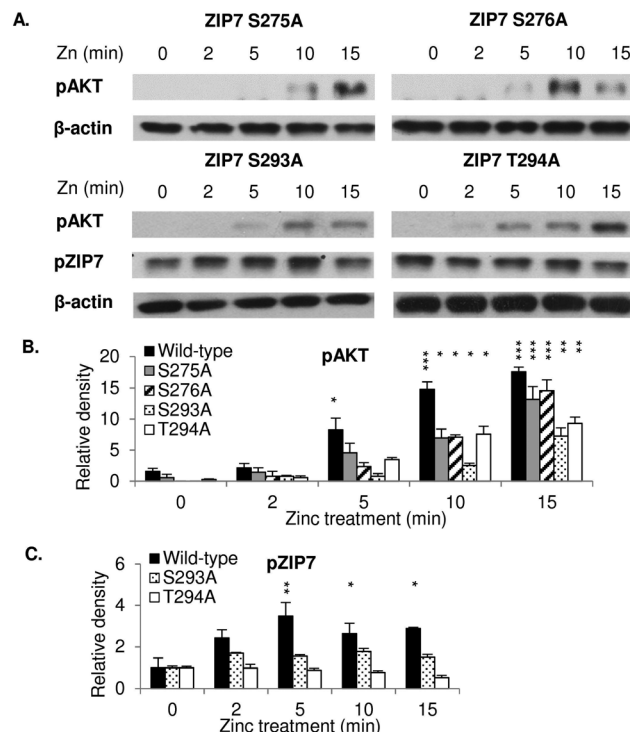 A.
ZIP7 S275A
ZIP7 S276A
Zn (min) 0 2 5 10 15 0 2 5 10 15
pAKT
β-actin
ZIP7 S293A
ZIP7 T294A
Zn (min) 0 2 5 10 15 0 2 5 10 15
pAKT
pZIP7
β-actin
B.
pAKT
Wild-type
S275A
S276A
S293A
T294A
Relative density
20
15
10
5
0
* *** * * * * *** *** *** ** **
0 2 5 10 15
Zinc treatment (min)
C.
pZIP7
Wild-type
S293A
T294A
Relative density
6
4
2
0
** * *
0 2 5 10 15
Zinc treatment (min)